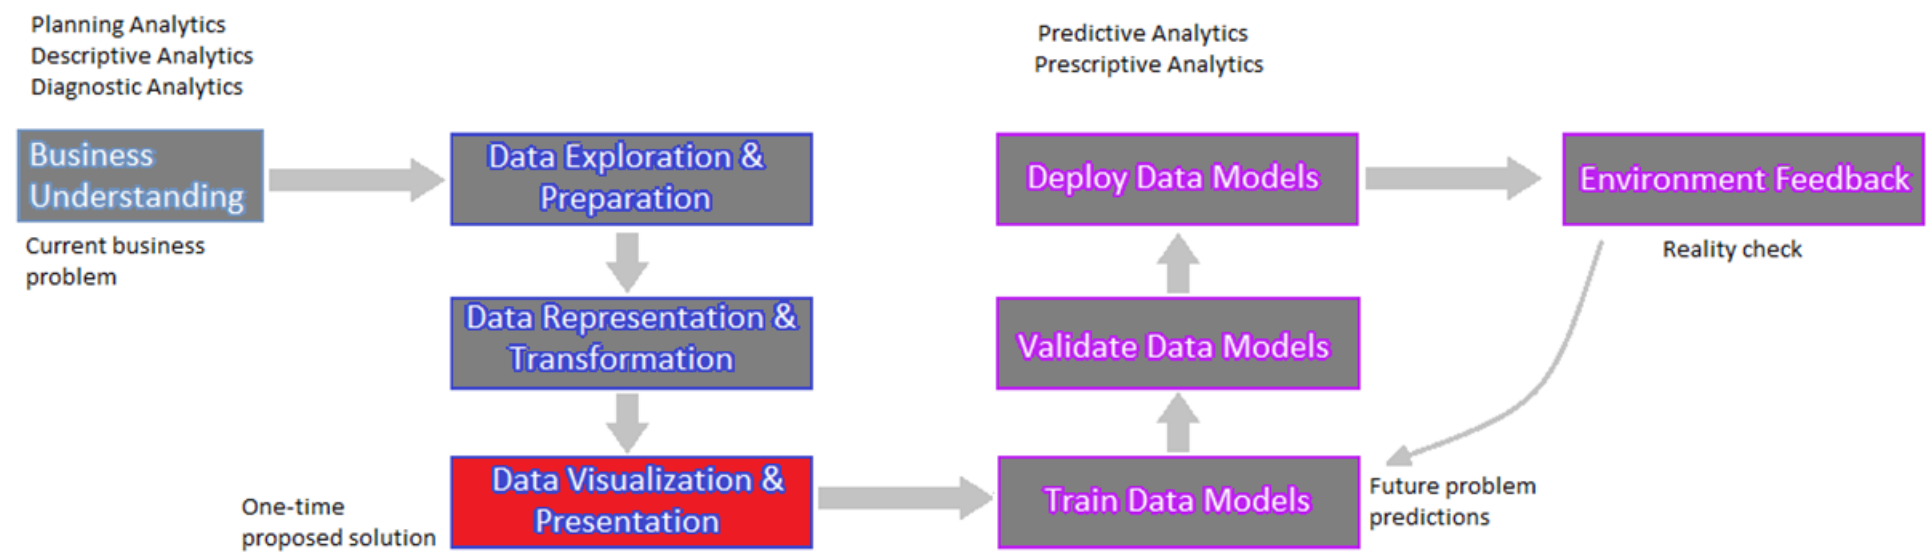 Planning Analytics
Descriptive Analytics
Diagnostic Analytics
Business
Understanding
Current business
problem
Data Exploration &
Preparation
Data Representation &
Transformation
Data Visualization &
Presentation
One-time
proposed solution
Predictive Analytics
Prescriptive Analytics
Deploy Data Models
Validate Data Models
Train Data Models
Environment Feedback
Reality check
Future problem
predictions